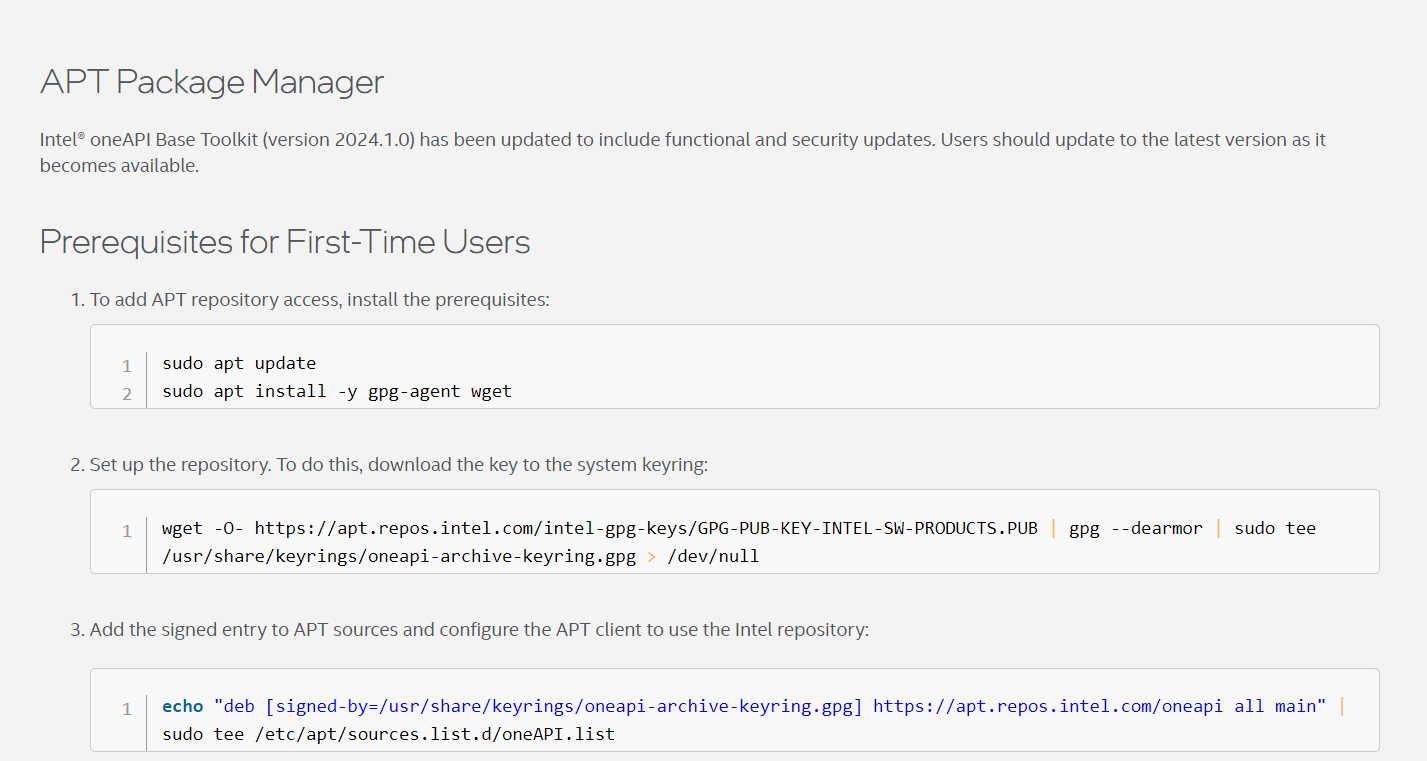 APT Package Manager
Intel® oneAPI Base Toolkit (version 2024.1.0) has been updated to include functional and security updates. Users should update to the latest version as it
becomes available.
Prerequisites for First-Time Users
1. To add APT repository access, install the prerequisites:
1 sudo apt update
2 sudo apt install -y gpg-agent wget
2. Set up the repository. To do this, download the key to the system keyring:
1 wget -O- https://apt.repos.intel.com/intel-gpg-keys/GPG-PUB-KEY-INTEL-SW-PRODUCTS.PUB | gpg --dearmor | sudo tee
/usr/share/keyrings/oneapi-archive-keyring.gpg > /dev/null
3. Add the signed entry to APT sources and configure the APT client to use the Intel repository:
1 echo "deb [signed-by=/usr/share/keyrings/oneapi-archive-keyring.gpg] https://apt.repos.intel.com/oneapi all main" |
sudo tee /etc/apt/sources.list.d/oneAPI.list